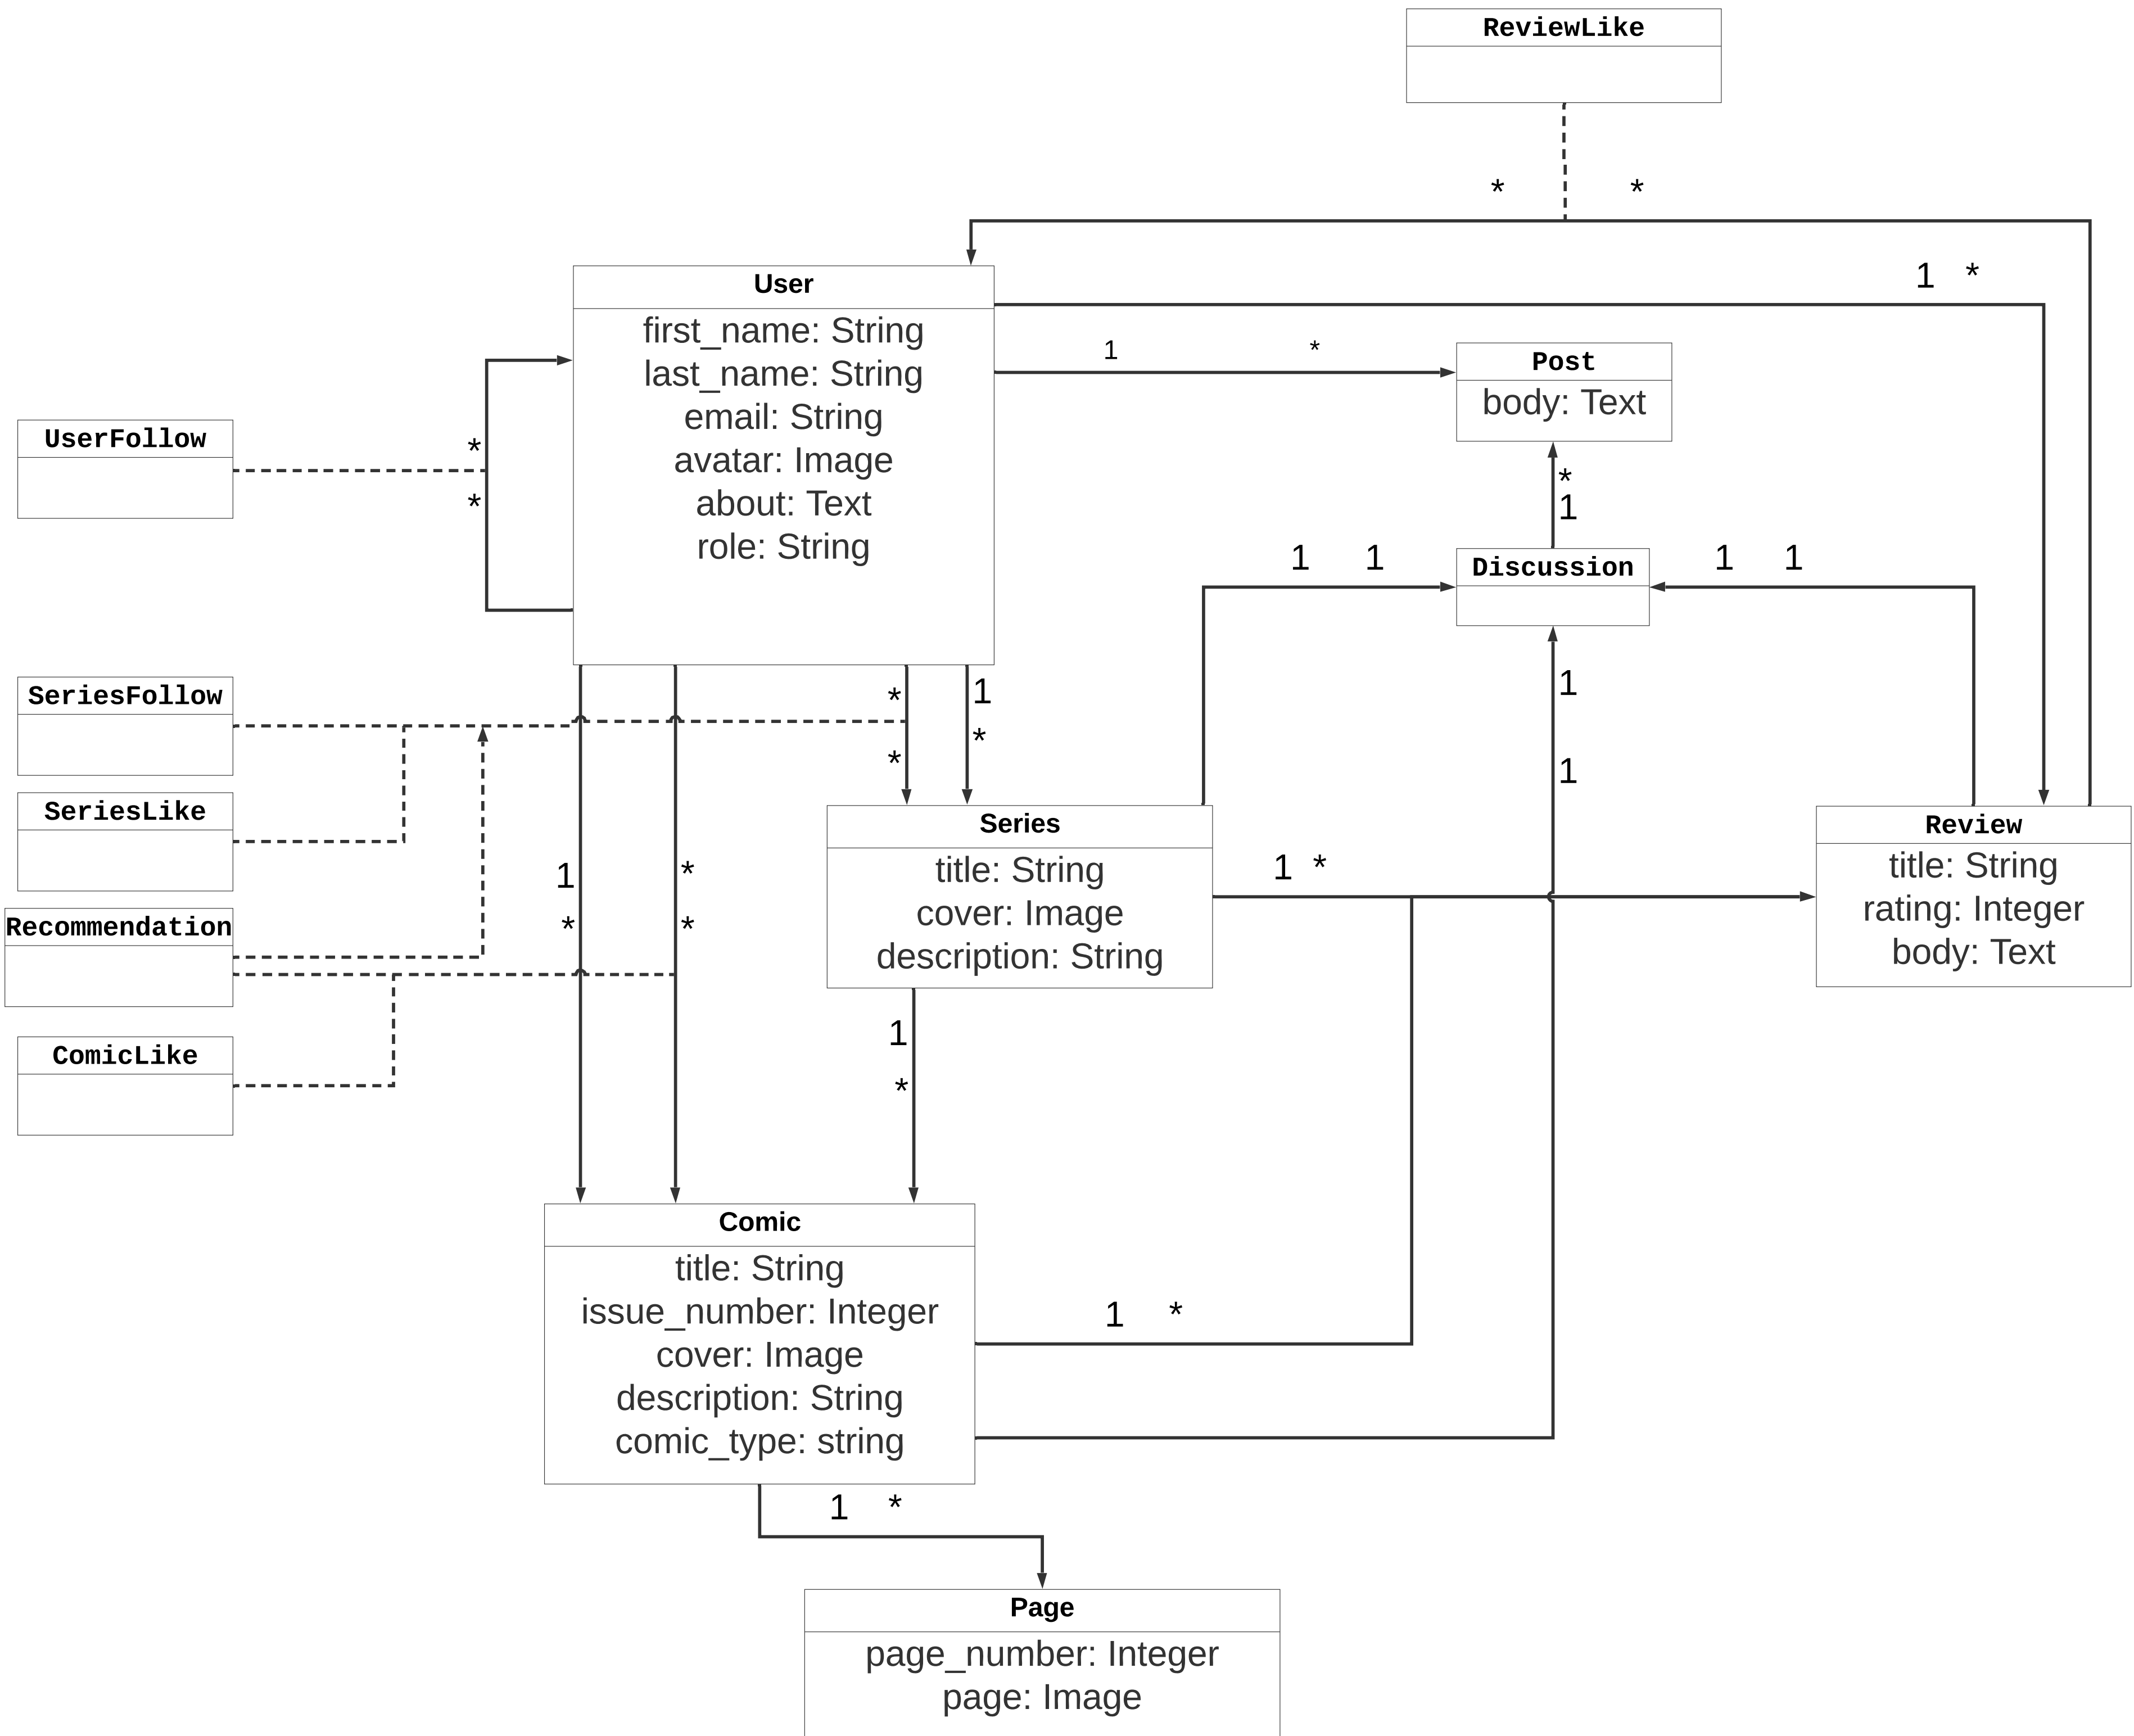 ReviewLike
* *
User
first_name: String
last_name: String
email: String
avatar: Image
about: Text
role: String
1 *
1 *
Post
body: Text
UserFollow
*
*
*
1
Discussion
1 1
1 1
SeriesFollow
*
*
1
*
1
1
SeriesLike
Series
title: String
cover: Image
description: String
1 *
Review
title: String
rating: Integer
body: Text
1
*
*
*
Recommendation
1
*
ComicLike
Comic
title: String
issue_number: Integer
cover: Image
description: String
comic_type: string
1 *
1 *
Page
page_number: Integer
page: Image